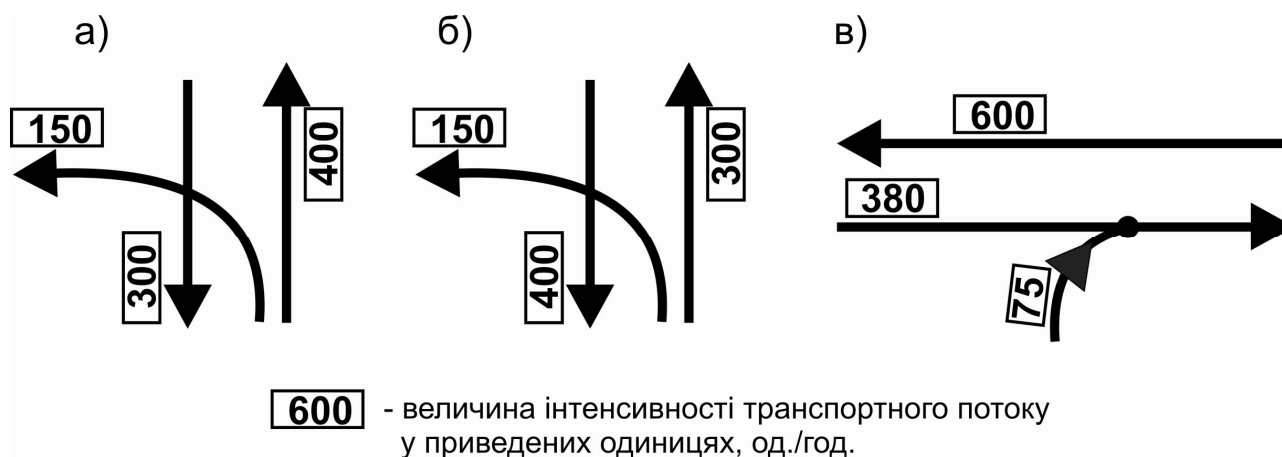 а) б) в)
150 400 150 300 600
380
300 400 75
600 - величина інтенсивності транспортного потоку
у приведених одиницях, од./год.